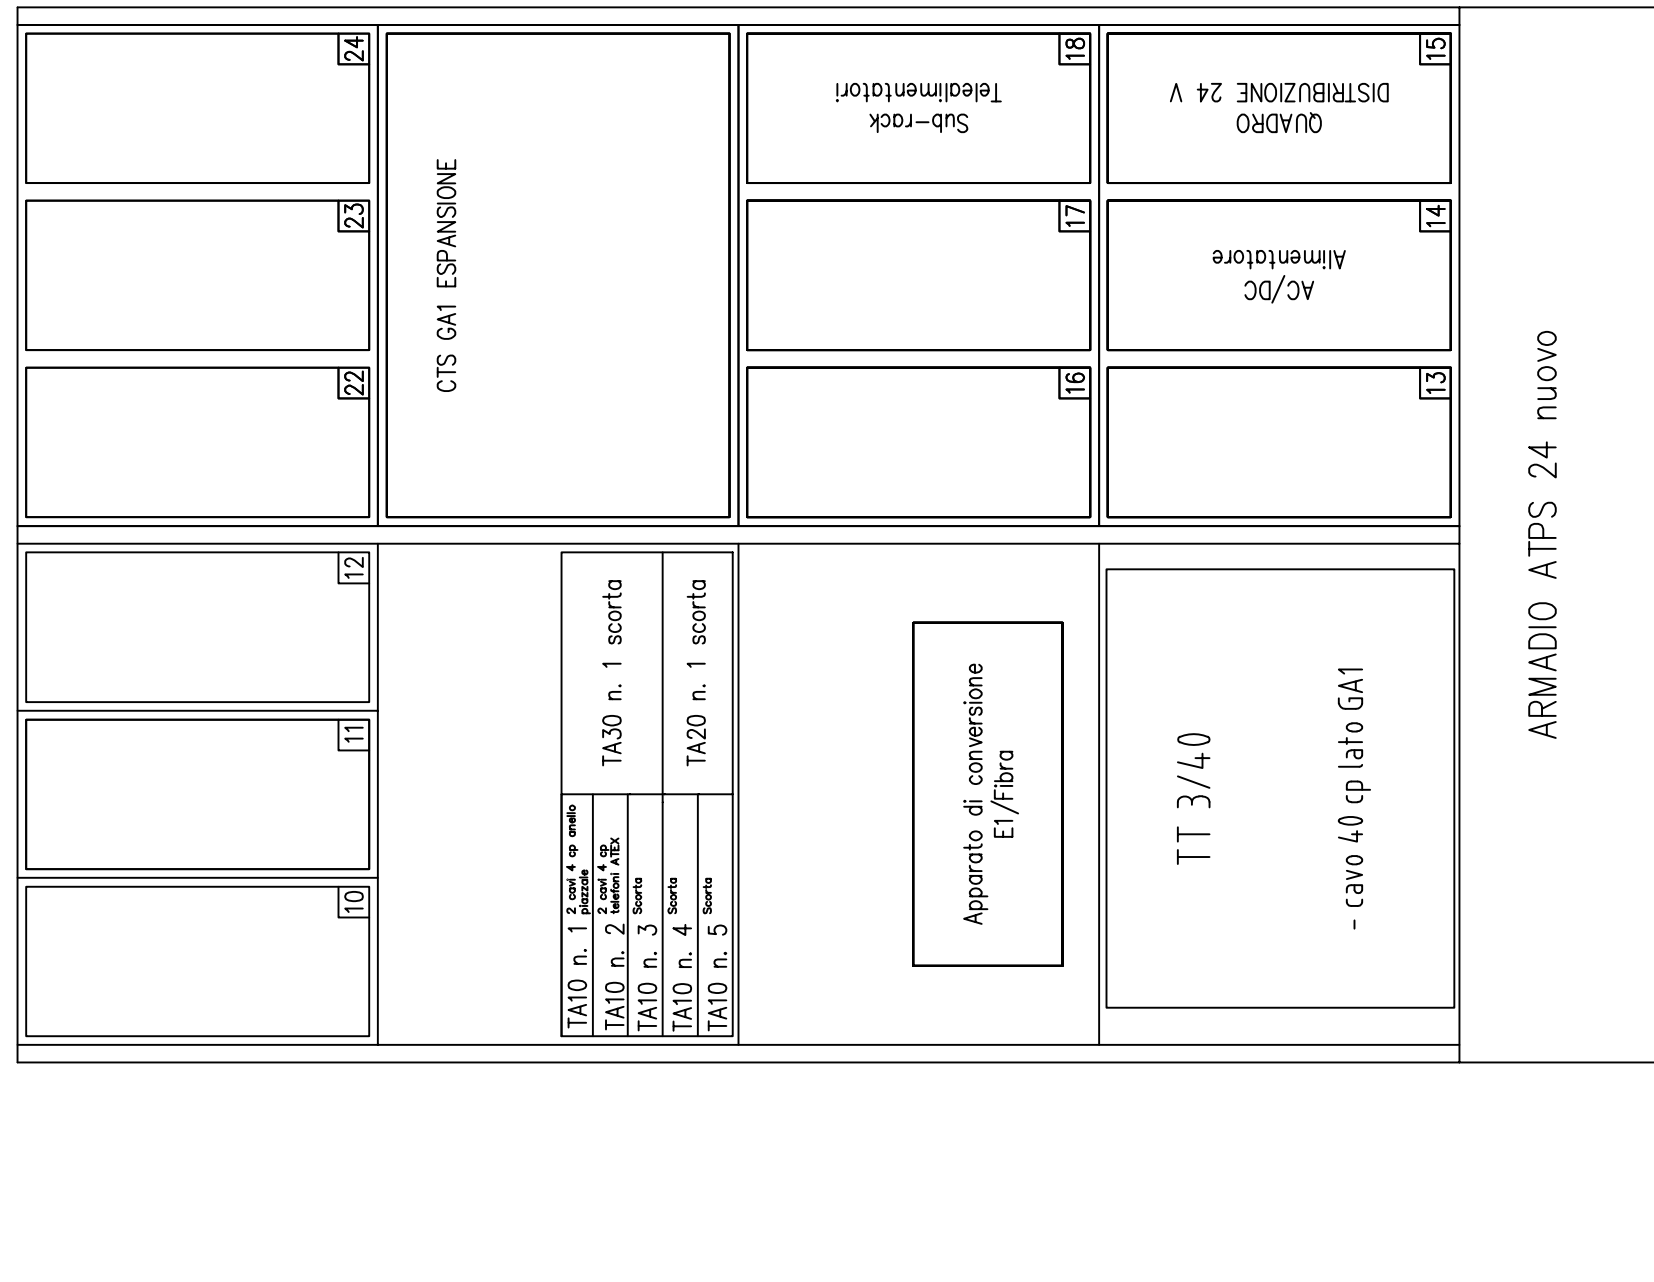 24
23
22
12
11
10
CTS GA1 ESPANSIONE
TA30 n. 1 scorta
TA20 n. 1 scorta
TA10 n. 1
2 cavi 4 cp anello
piazzale
TA10 n. 2
2 cavi 4 cp
telefoni ATEX
TA10 n. 3
Scorta
TA10 n. 4
Scorta
TA10 n. 5
Scorta
18
Sub-rack
Telealimentatori
17
16
Apparato di conversione
E1/Fibra
15
QUADRO
DISTRIBUZIONE 24 V
14
AC/DC
Alimentatore
13
TT 3/40
- cavo 40 cp lato GA1
ARMADIO ATPS 24 nuovo